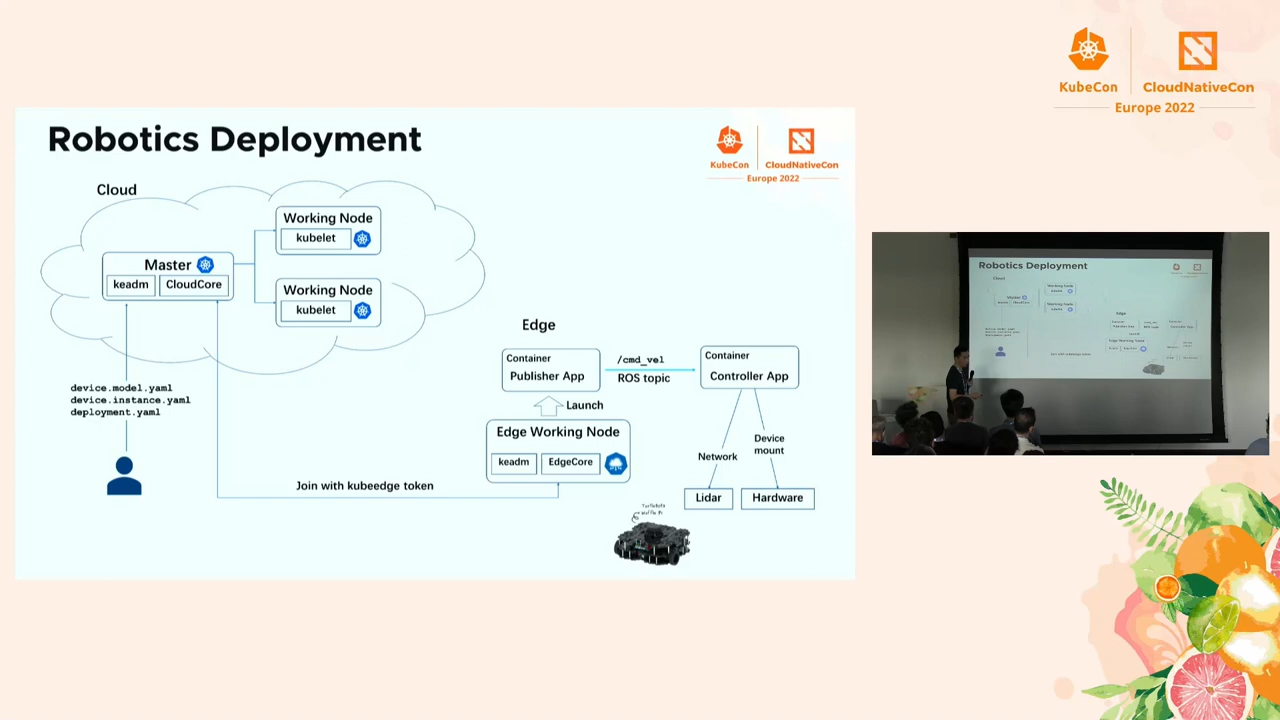 KubeCon
CloudNativeCon
Europe 2022
Robotics Deployment
KubeCon
CloudNativeCon
Europe 2022
Cloud
Working Node
kubelet
Master
keadm
CloudCore
Working Node
kubelet
Edge
Container
Publisher App
/cmd_vel
ROS topic
Container
Controller App
device.model.yaml
device.instance.yaml
deployment.yaml
Launch
Edge Working Node
keadm
EdgeCore
Network
Device
mount
Join with kubeedge token
Lidar
Hardware
Robotics Deployment
Cloud
Edge